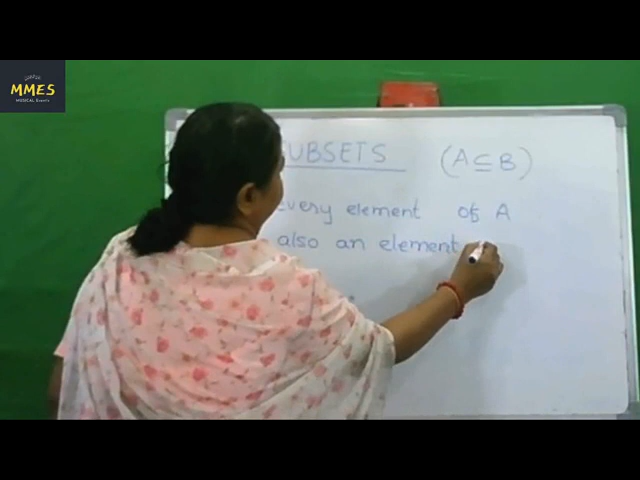 MMES
MUSICAL Events
SUBSETS (A⊆B)
Every element of A
also an element